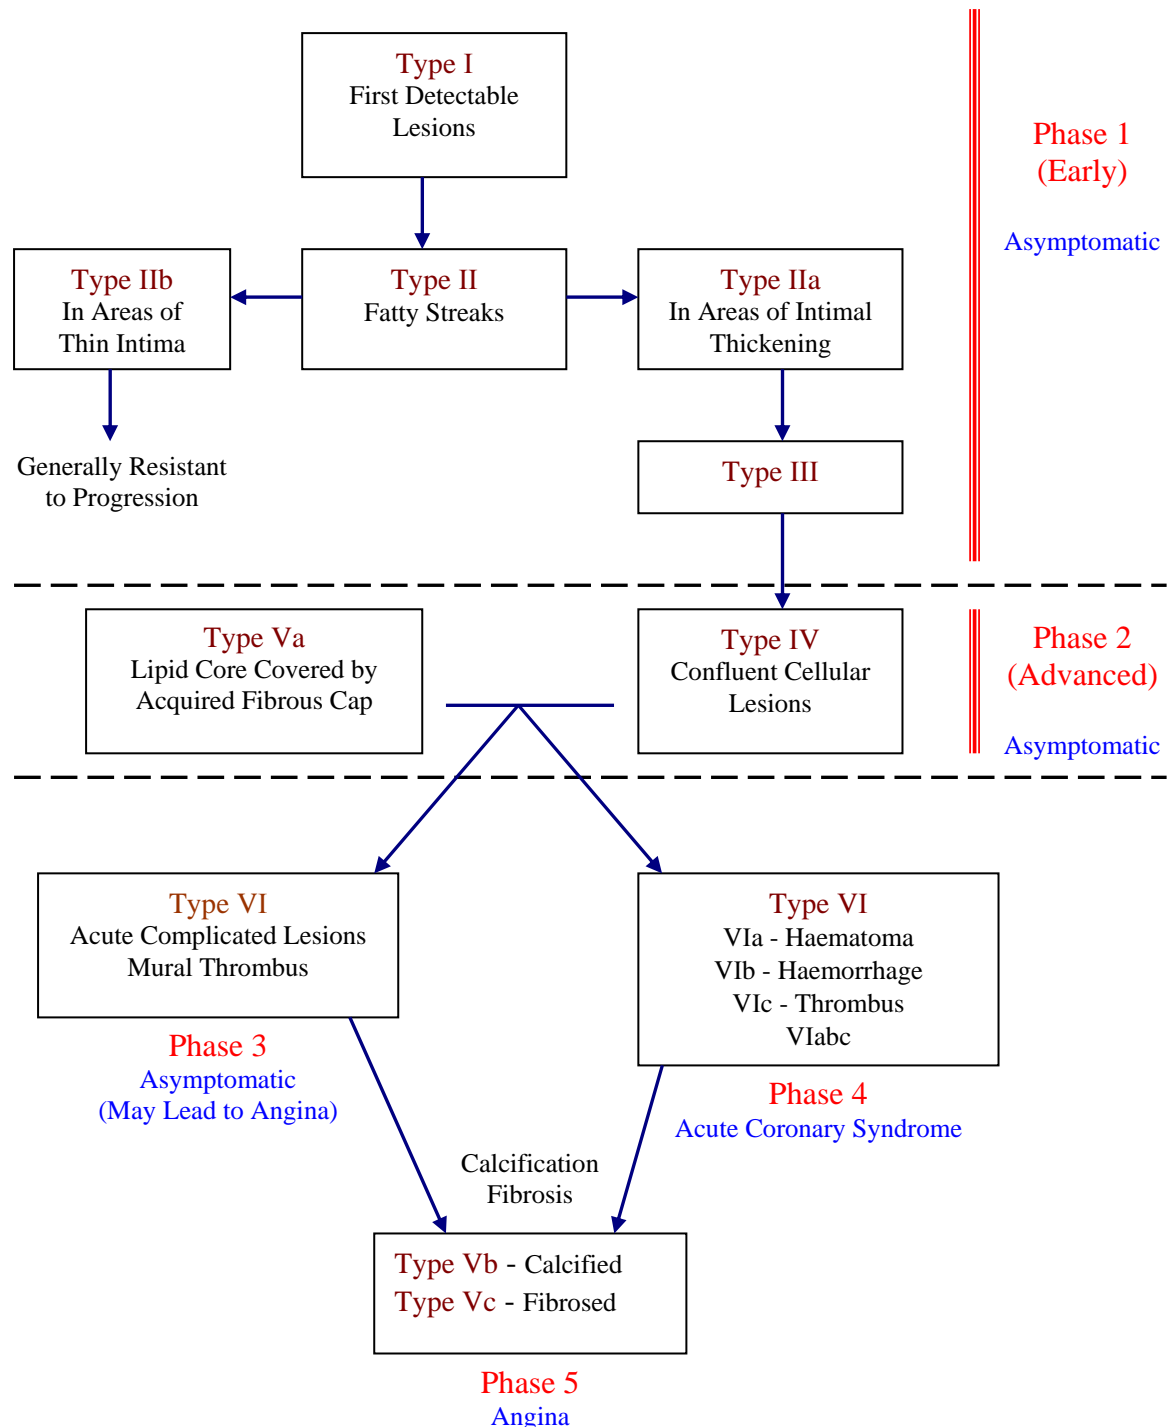 Type I
First Detectable
Lesions
Phase 1
(Early)
Asymptomatic
Type IIb
In Areas of
Thin Intima
Type II
Fatty Streaks
Type IIa
In Areas of Intimal
Thickening
Generally Resistant
to Progression
Type III
Type Va
Lipid Core Covered by
Acquired Fibrous Cap
Type IV
Confluent Cellular
Lesions
Phase 2
(Advanced)
Asymptomatic
Type VI
Acute Complicated Lesions
Mural Thrombus
Type VI
VIa - Haematoma
VIb - Haemorrhage
VIc - Thrombus
VIabc
Phase 3
Asymptomatic
(May Lead to Angina)
Phase 4
Acute Coronary Syndrome
Calcification
Fibrosis
Type Vb - Calcified
Type Vc - Fibrosed
Phase 5
Angina